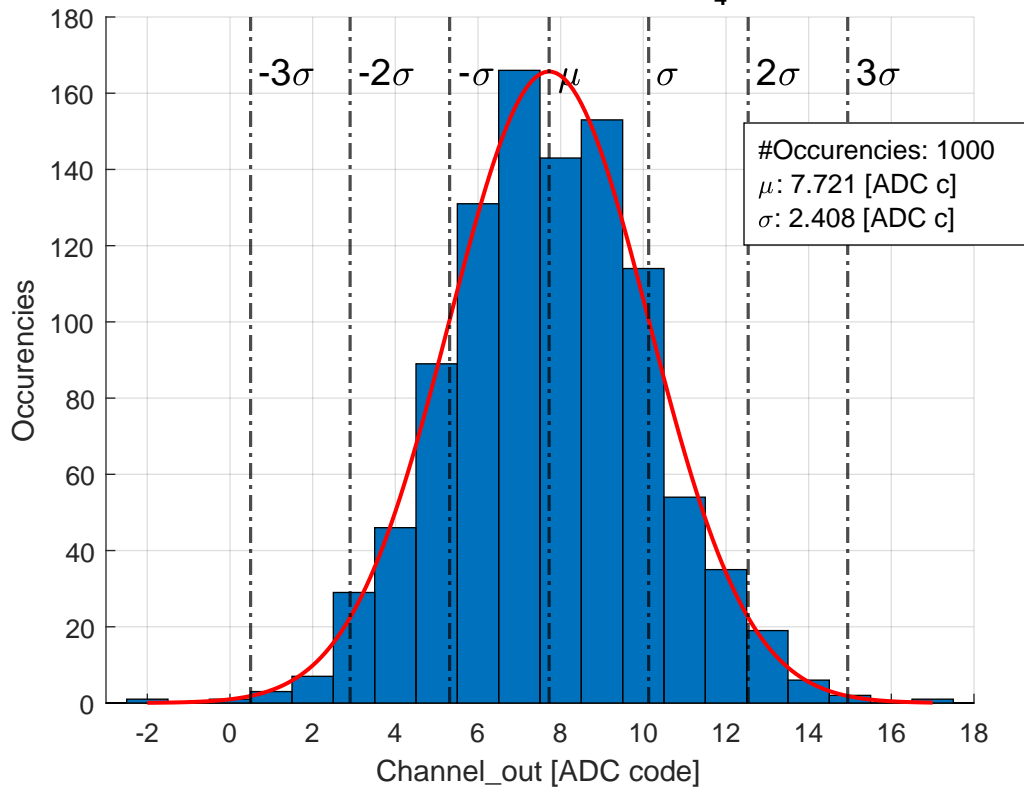 4
180
160
140
120
100
80
60
40
20
0
-3σ
-2σ
-σ
μ
σ
2σ
3σ
#Occurencies: 1000
μ: 7.721 [ADC c]
σ: 2.408 [ADC c]
Occurencies
-2 0 2 4 6 8 10 12 14 16 18
Channel_out [ADC code]